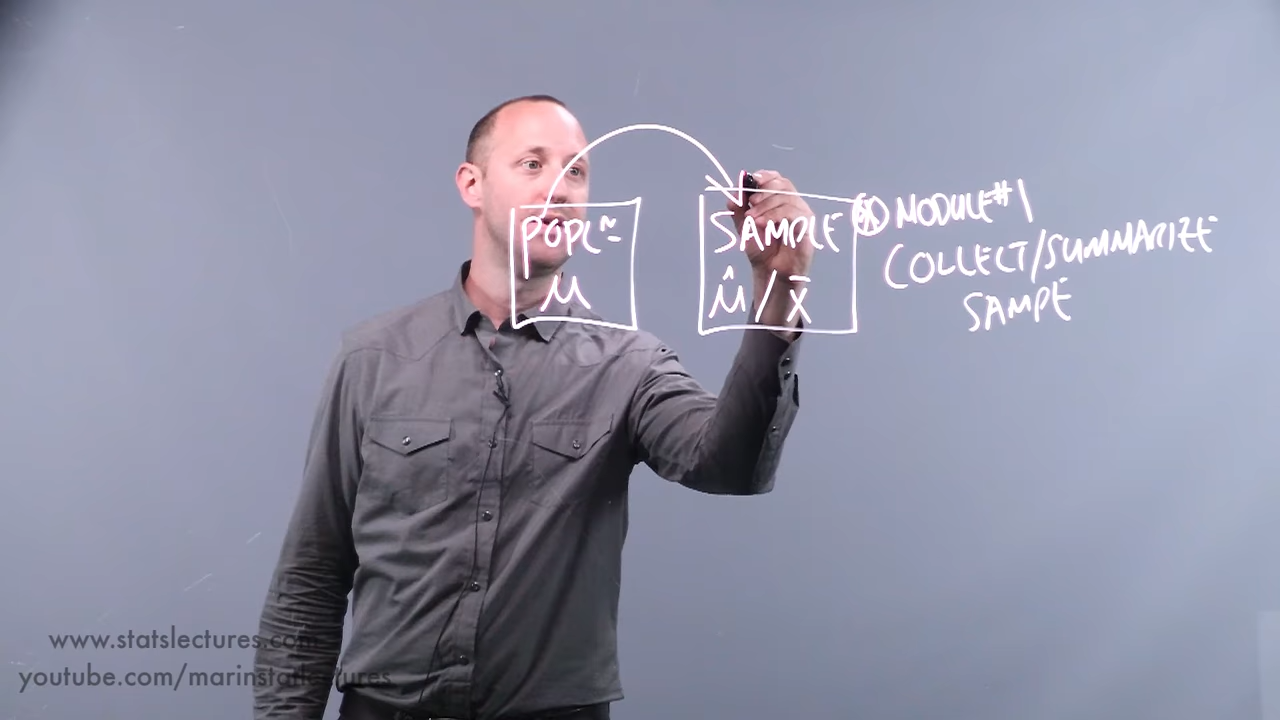 POPL~
μ
SAMPLE
μ̂ / x̄
MODULE #1
COLLECT/SUMMARIZE
SAMPE
www.statslectures.com
youtube.com/marinstatlectures